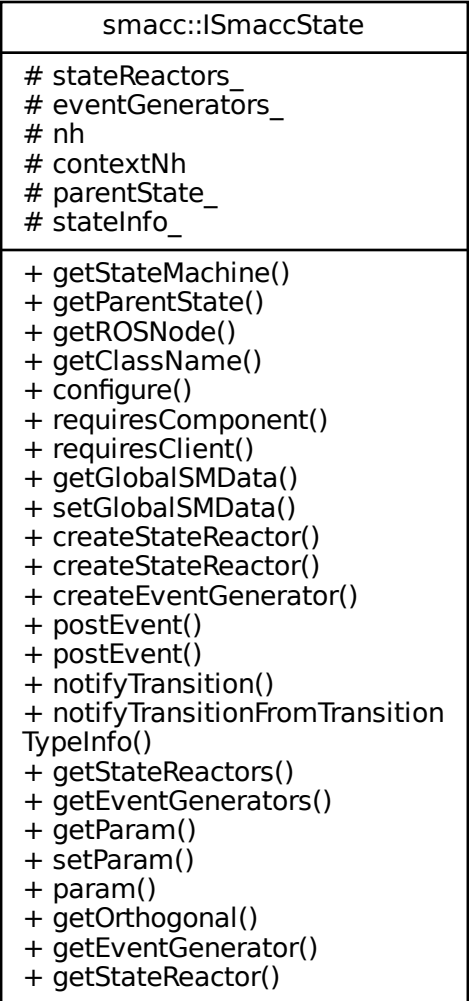 smacc::ISmaccState
# stateReactors_
# eventGenerators_
# nh
# contextNh
# parentState_
# stateInfo_
+ getStateMachine()
+ getParentState()
+ getROSNode()
+ getClassName()
+ configure()
+ requiresComponent()
+ requiresClient()
+ getGlobalSMData()
+ setGlobalSMData()
+ createStateReactor()
+ createStateReactor()
+ createEventGenerator()
+ postEvent()
+ postEvent()
+ notifyTransition()
+ notifyTransitionFromTransition
TypeInfo()
+ getStateReactors()
+ getEventGenerators()
+ getParam()
+ setParam()
+ param()
+ getOrthogonal()
+ getEventGenerator()
+ getStateReactor()